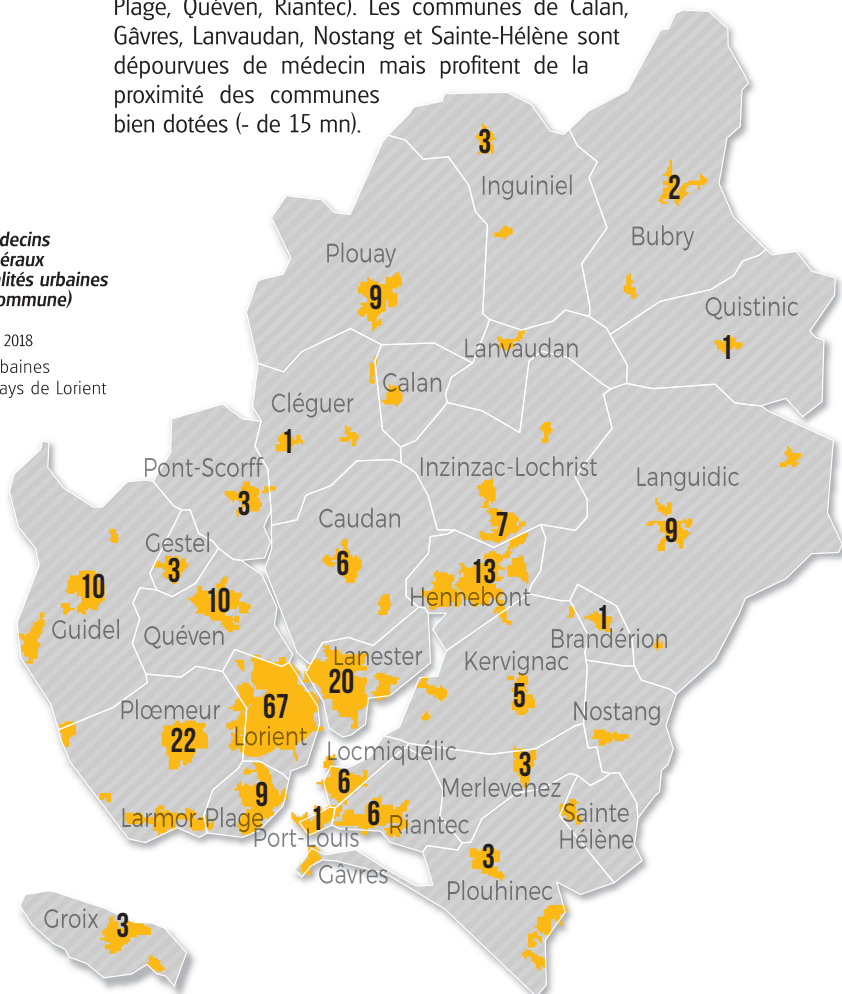 Plage, Quéven, Riantec). Les communes de Calan,
Gâvres, Lanvaudan, Nostang et Sainte-Hélène sont
dépourvues de médecin mais profitent de la
proximité des communes
bien dotées (- de 15 mn).
3
Inguiniel
2
Bubry
decins
éraux
lités urbaines
ommune)
Plouay
9
2018
baines
ays de Lorient
Quistinic
1
Lanvaudan
Calan
Cléguer
1
Pont-Scorff
3
Inzinzac-Lochrist
7
Languidic
9
Caudan
6
Gestel
3
10
Guidel
10
Quéven
13
Hennebont
1
Brandérion
Lanester
20
Kervignac
5
Nostang
67
Lorient
Plœmeur
22
Locmiquélic
6
Merlevenez
3
9
Larmor-Plage
1
Port-Louis
6
Riantec
Sainte
Hélène
Gâvres
3
Plouhinec
Groix
3